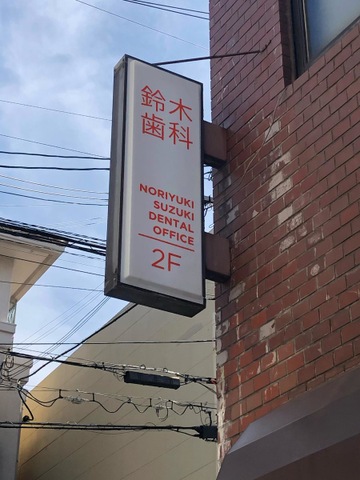 鈴木
歯科
NORIYUKI
SUZUKI
DENTAL
OFFICE
2F